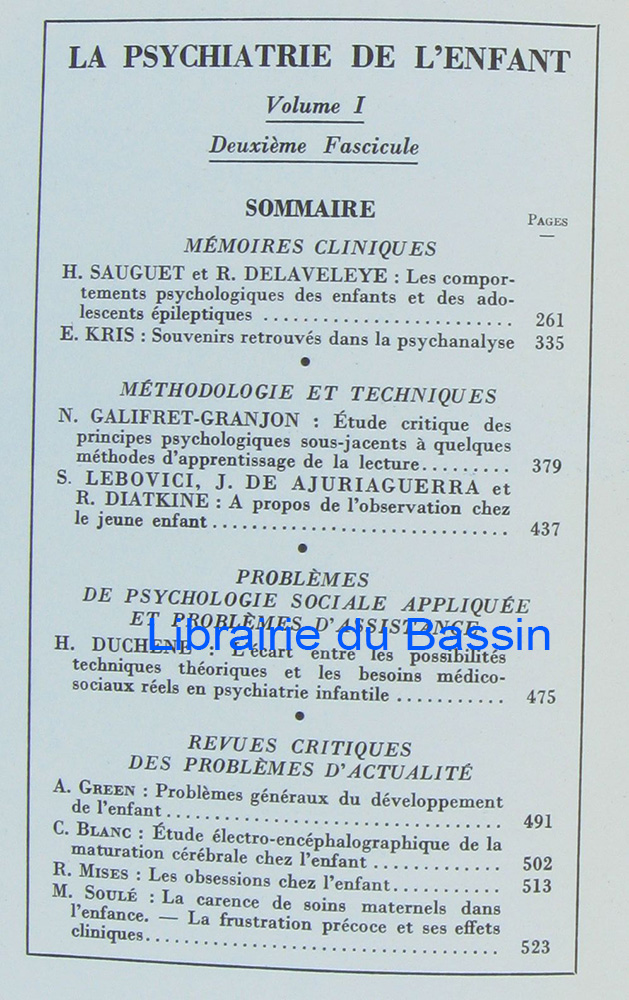 LA PSYCHIATRIE DE L'ENFANT
Volume I
Deuxième Fascicule
SOMMAIRE
PAGES
MÉMOIRES CLINIQUES
H. SAUGUET et R. DELAVELEYE : Les compor-
tements psychologiques des enfants et des ado-
lescents épileptiques ......................... 261
E. KRIS : Souvenirs retrouvés dans la psychanalyse 335
•
MÉTHODOLOGIE ET TECHNIQUES
N. GALIFRET-GRANJON : Étude critique des
principes psychologiques sous-jacents à quelques
méthodes d'apprentissage de la lecture......... 379
S. LEBOVICI, J. DE AJURIAGUERRA et
R. DIATKINE : A propos de l'observation chez
le jeune enfant.............................. 437
•
PROBLÈMES
DE PSYCHOLOGIE SOCIALE APPLIQUÉE
ET PROBLÈMES D'ASSISTANCE
Librairie du Bassin
H. DUCHENE : L'écart entre les possibilités
techniques théoriques et les besoins médico-
sociaux réels en psychiatrie infantile ........... 475
•
REVUES CRITIQUES
DES PROBLÈMES D'ACTUALITÉ
A. GREEN : Problèmes généraux du développement
de l'enfant.................................. 491
C. BLANC : Étude électro-encéphalographique de la
maturation cérébrale chez l'enfant ............. 502
R. MISES : Les obsessions chez l'enfant........... 513
M. SOULÉ : La carence de soins maternels dans
l'enfance. — La frustration précoce et ses effets
cliniques................................... 523